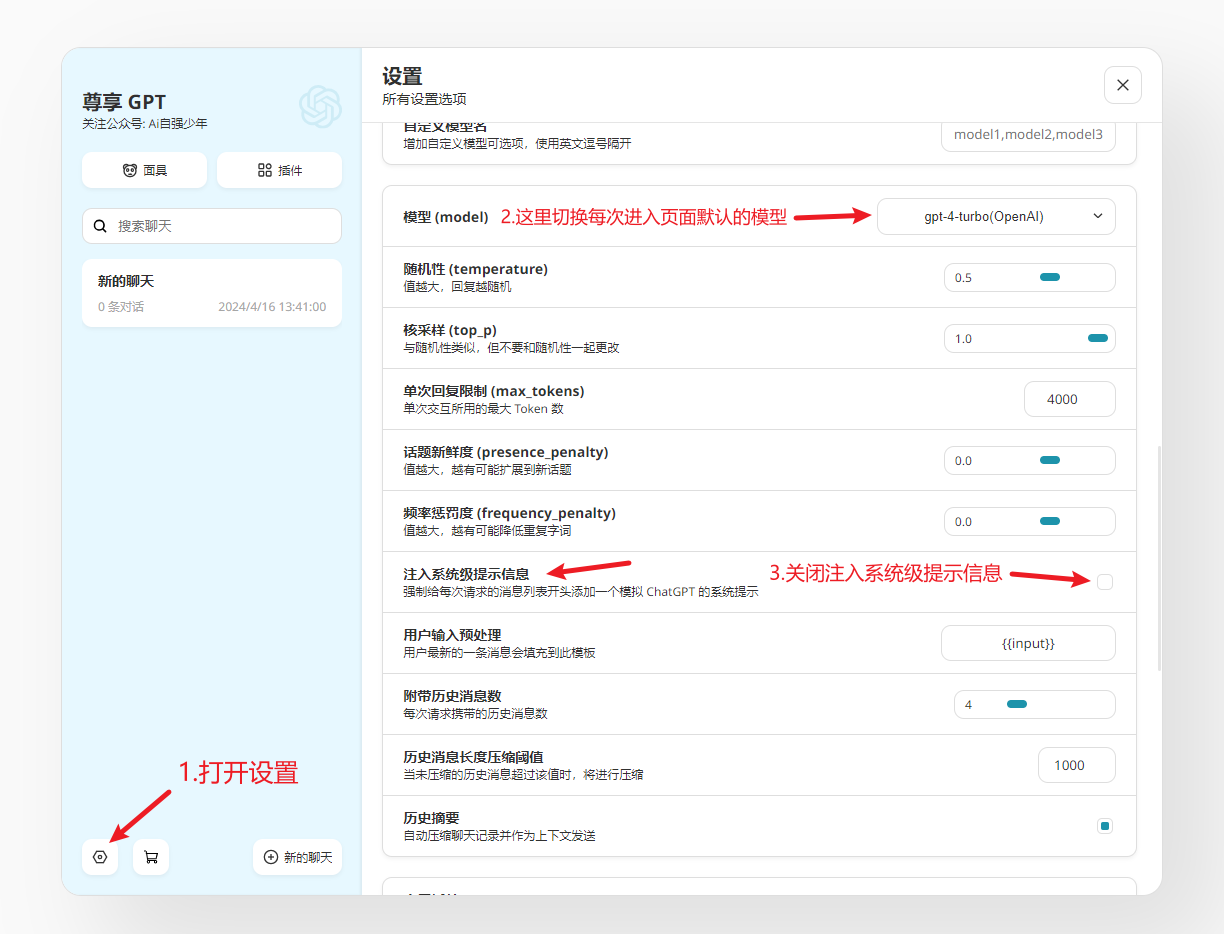 尊享 GPT
关注公众号: Ai自强少年
面具
插件
搜索聊天
新的聊天
0 条对话
2024/4/16 13:41:00
1.打开设置
新的聊天
设置
所有设置选项
自定义模型名
增加自定义模型可选项，使用英文逗号隔开
model1,model2,model3
模型 (model)
2.这里切换每次进入页面默认的模型
gpt-4-turbo(OpenAI)
随机性 (temperature)
值越大，回复越随机
0.5
核采样 (top_p)
与随机性类似，但不要和随机性一起更改
1.0
单次回复限制 (max_tokens)
单次交互所用的最大 Token 数
4000
话题新鲜度 (presence_penalty)
值越大，越有可能扩展到新话题
0.0
频率惩罚度 (frequency_penalty)
值越大，越有可能降低重复字词
0.0
注入系统级提示信息
强制给每次请求的消息列表开头添加一个模拟 ChatGPT 的系统提示
3.关闭注入系统级提示信息
用户输入预处理
用户最新的一条消息会填充到此模板
{{input}}
附带历史消息数
每次请求携带的历史消息数
4
历史消息长度压缩阈值
当未压缩的历史消息超过该值时，将进行压缩
1000
历史摘要
自动压缩聊天记录并作为上下文发送